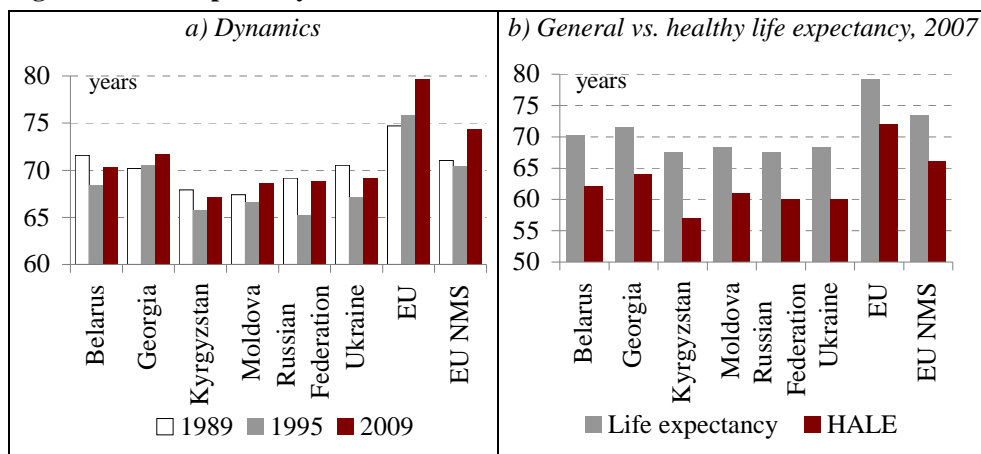 a) Dynamics
years
80
75
70
65
60
Belarus
Georgia
Kyrgyzstan
Moldova
Russian
Federation
Ukraine
EU
EU NMS
1989
1995
2009
b) General vs. healthy life expectancy, 2007
years
80
75
70
65
60
55
50
Belarus
Georgia
Kyrgyzstan
Moldova
Russian
Federation
Ukraine
EU
EU NMS
Life expectancy
HALE